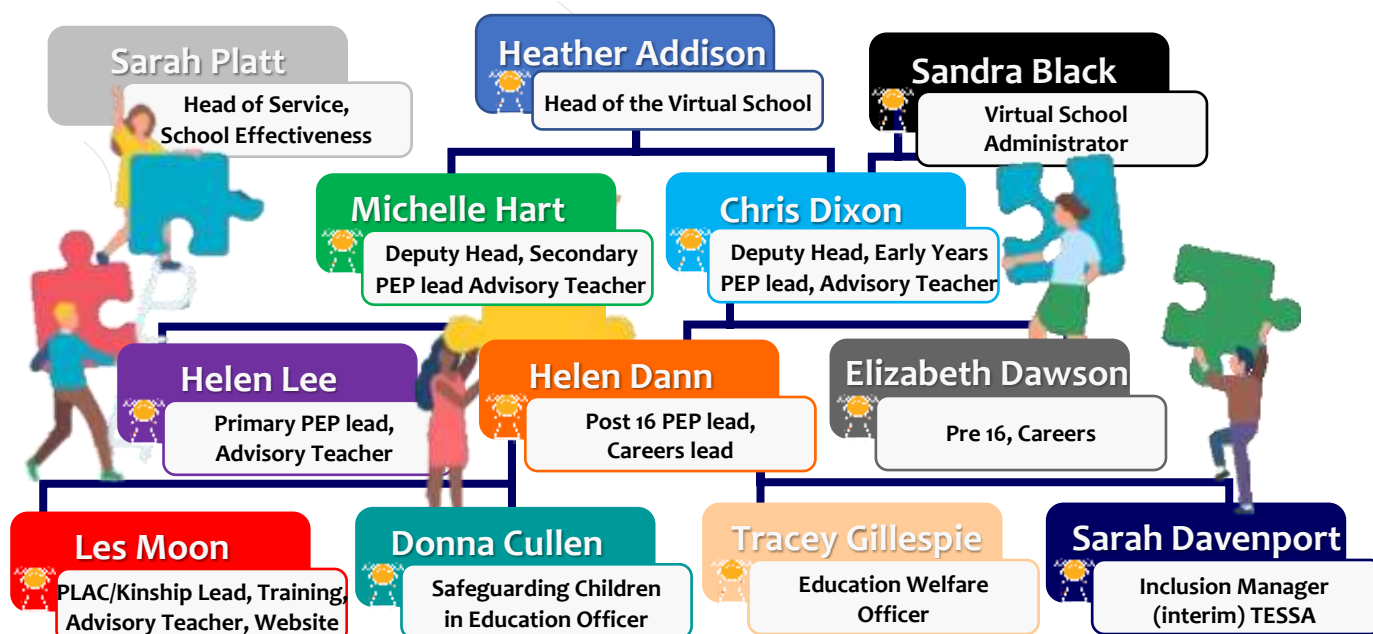 Sarah Platt
Head of Service,
School Effectiveness
Heather Addison
Head of the Virtual School
Sandra Black
Virtual School
Administrator
Michelle Hart
Deputy Head, Secondary
PEP lead Advisory Teacher
Chris Dixon
Deputy Head, Early Years
PEP lead, Advisory Teacher
Helen Lee
Primary PEP lead,
Advisory Teacher
Helen Dann
Post 16 PEP lead,
Careers lead
Elizabeth Dawson
Pre 16, Careers
Les Moon
PLAC/Kinship Lead, Training,
Advisory Teacher, Website
Donna Cullen
Safeguarding Children
in Education Officer
Tracey Gillespie
Education Welfare
Officer
Sarah Davenport
Inclusion Manager
(interim) TESSA